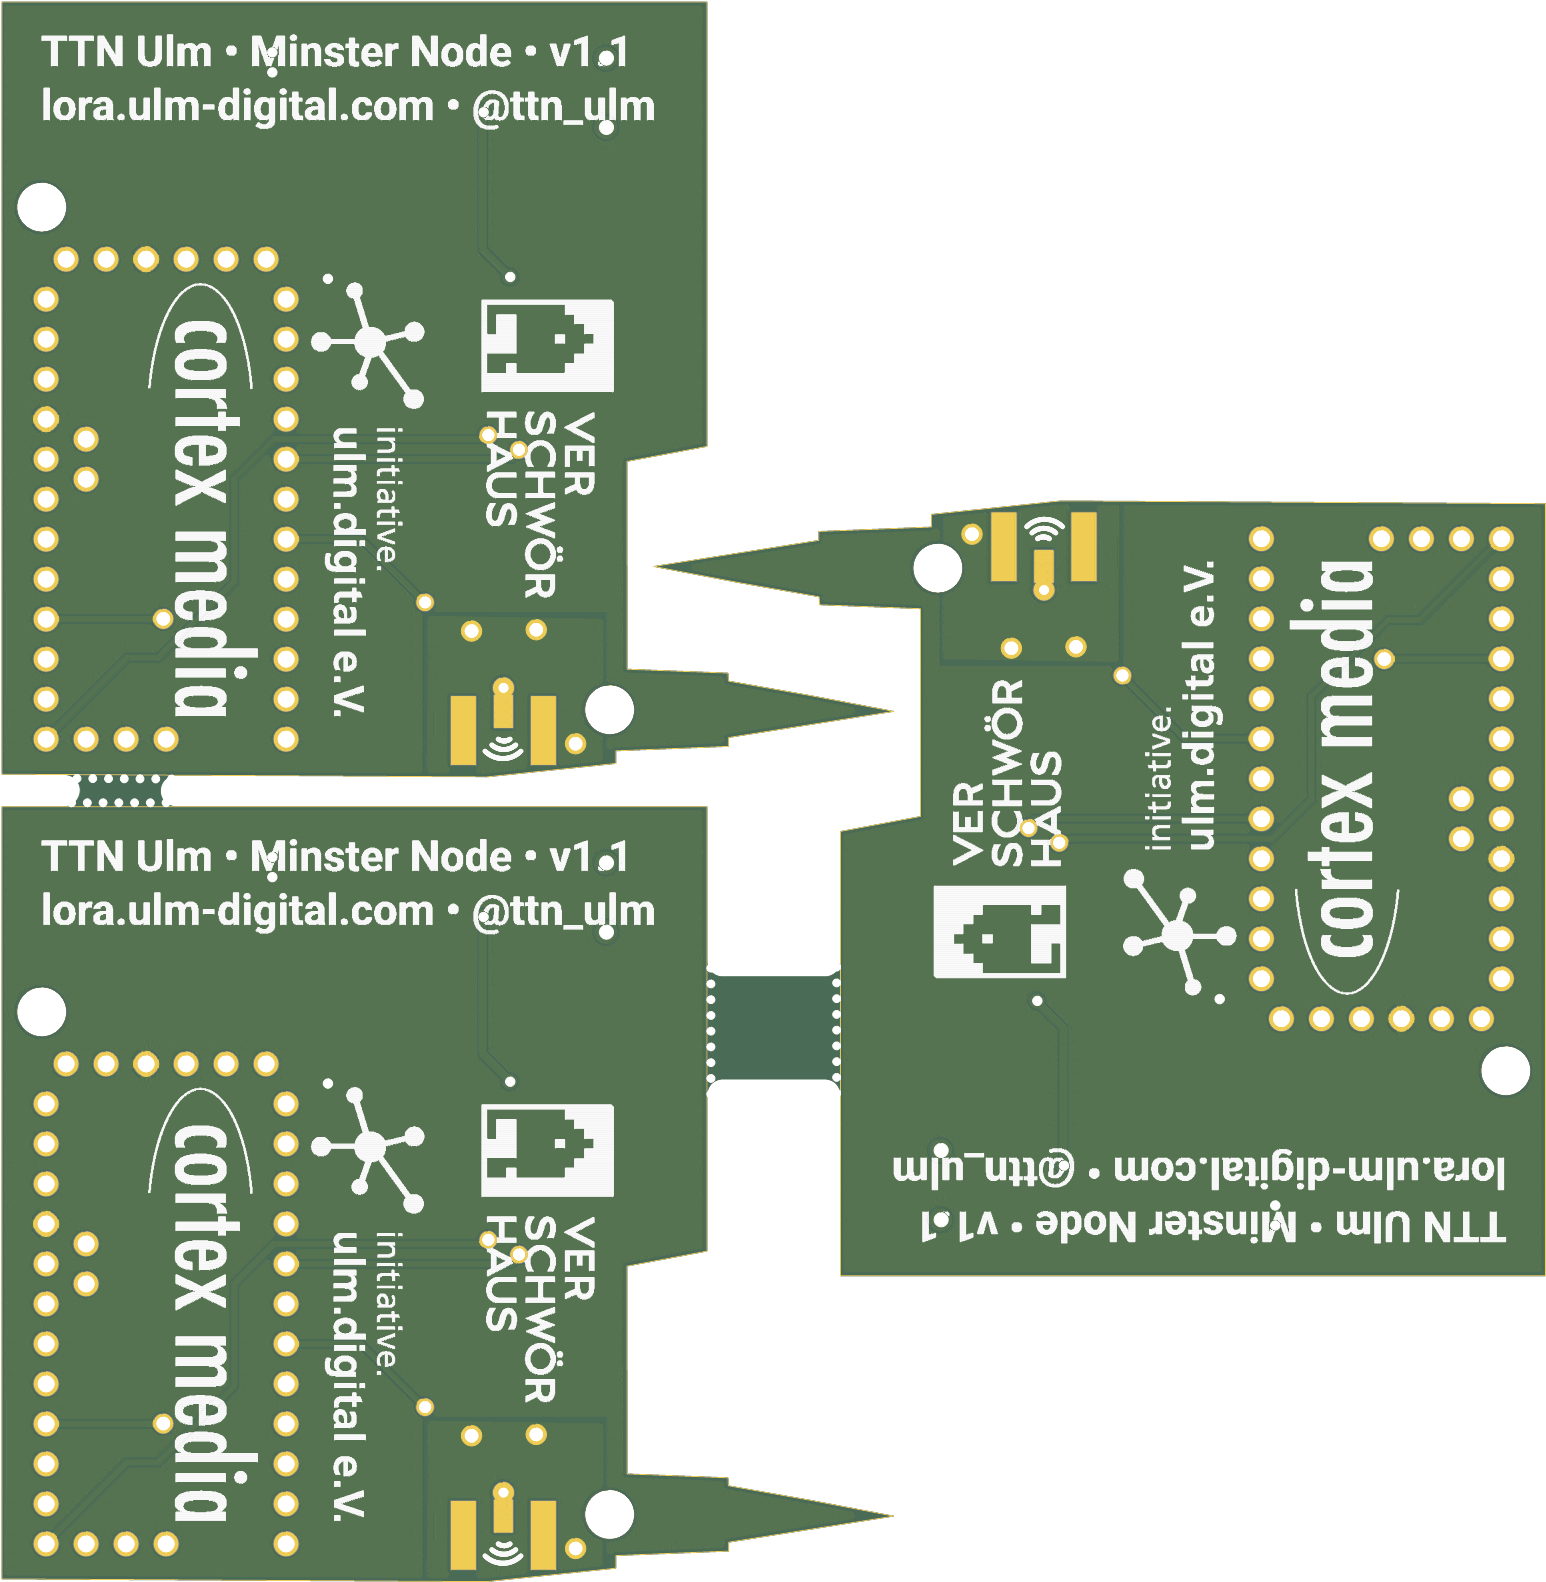 TTN Ulm • Minster Node • v1.1
lora.ulm-digital.com • @ttn_ulm
cortex media
initiative.
ulm.digital e.V.
VER
SCHWÖR
HAUS
TTN Ulm • Minster Node • v1.1
lora.ulm-digital.com • @ttn_ulm
cortex media
initiative.
ulm.digital e.V.
VER
SCHWÖR
HAUS
TTN Ulm • Minster Node • v1.1
lora.ulm-digital.com • @ttn_ulm
cortex media
initiative.
ulm.digital e.V.
VER
SCHWÖR
HAUS